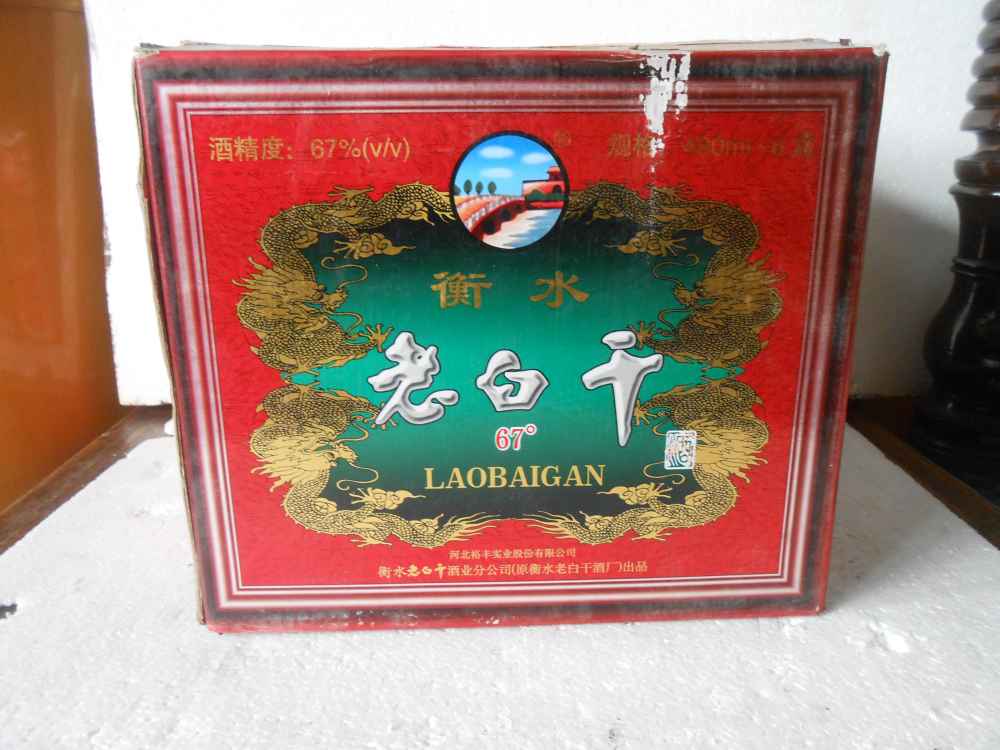 酒精度：67%(v/v)
规格
衡水
老白干
67°
LAOBAIGAN
河北裕丰实业股份有限公司
衡水老白干酒业分公司(原衡水老白干酒厂)出品